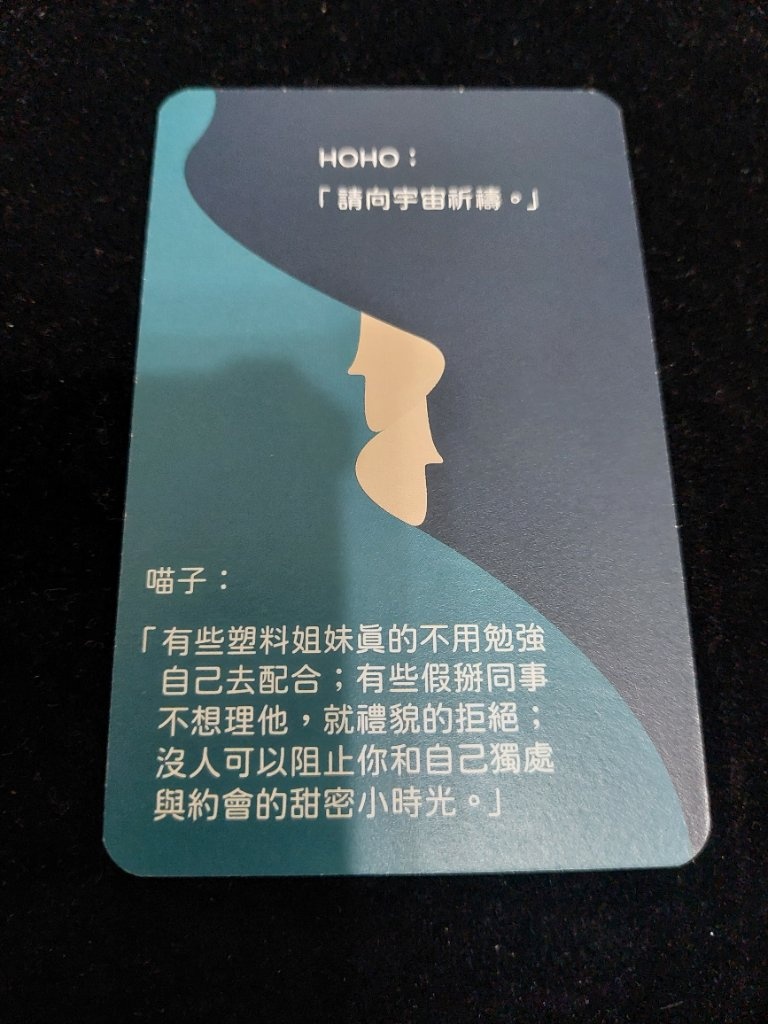 HOHO：
「請向宇宙祈禱。」
喵子：
「有些塑料姐妹眞的不用勉強
自己去配合；有些假掰同事
不想理他，就禮貌的拒絕；
沒人可以阻止你和自己獨處
與約會的甜密小時光。」